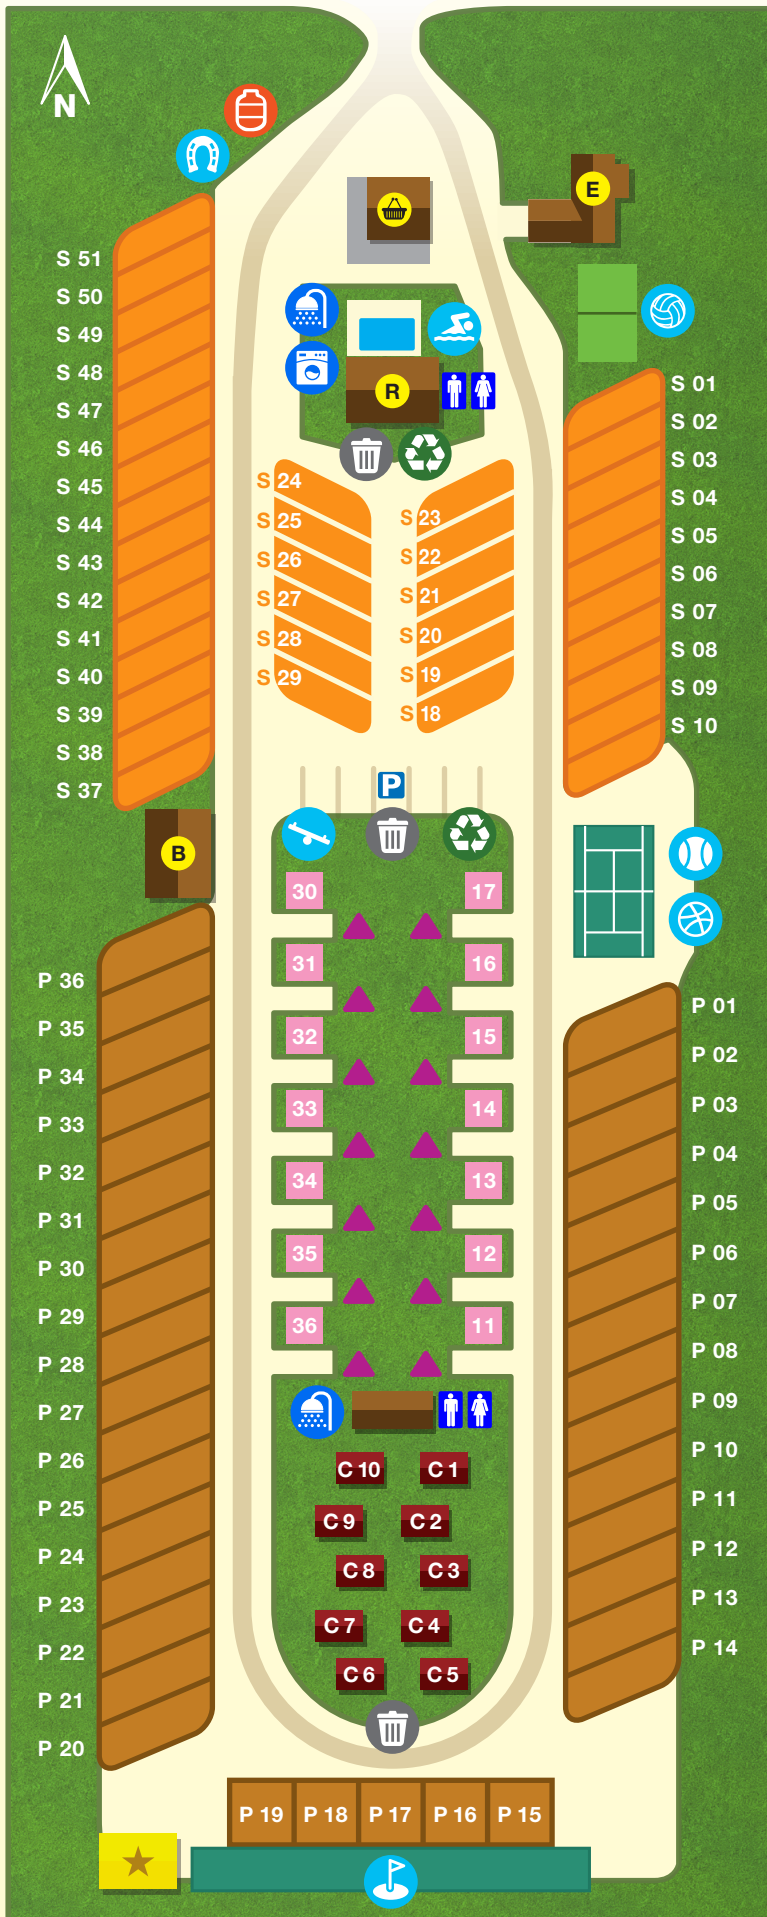 N
E
R
S 51
S 50
S 49
S 48
S 47
S 46
S 45
S 44
S 43
S 42
S 41
S 40
S 39
S 38
S 37
S 24
S 25
S 26
S 27
S 28
S 29
S 23
S 22
S 21
S 20
S 19
S 18
S 01
S 02
S 03
S 04
S 05
S 06
S 07
S 08
S 09
S 10
P
B
30
31
32
33
34
35
36
17
16
15
14
13
12
11
P 36
P 35
P 34
P 33
P 32
P 31
P 30
P 29
P 28
P 27
P 26
P 25
P 24
P 23
P 22
P 21
P 20
P 01
P 02
P 03
P 04
P 05
P 06
P 07
P 08
P 09
P 10
P 11
P 12
P 13
P 14
C 10
C 1
C 9
C 2
C 8
C 3
C 7
C 4
C 6
C 5
P 19
P 18
P 17
P 16
P 15